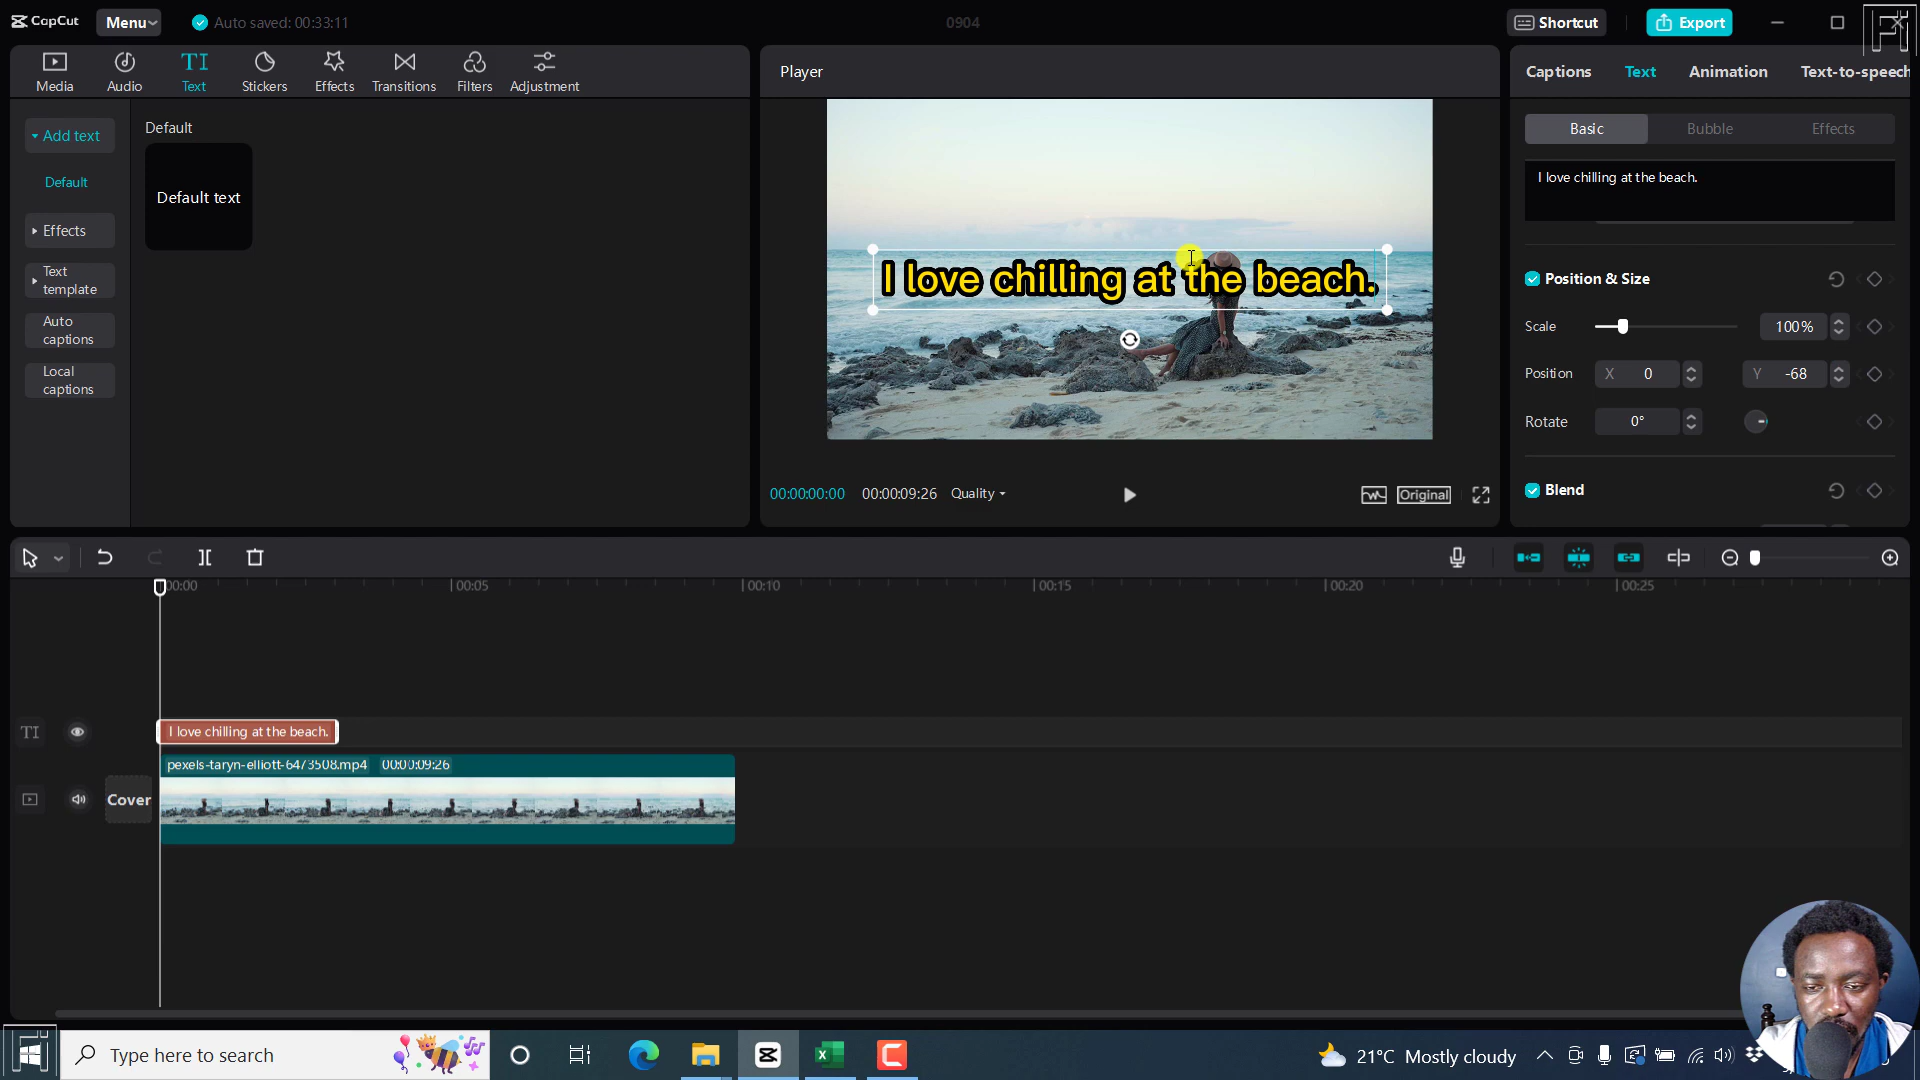 CapCut
Menu
Auto saved: 00:33:11
0904
Shortcut
Export
Media
Audio
TI
Text
Stickers
Effects
Transitions
Filters
Adjustment
Add text
Default
Effects
Text
template
Auto
captions
Local
captions
Default
Default text
Player
I love chilling at the beach.
00:00:00:00
00:00:09:26
Quality
Original
Captions
Text
Animation
Text-to-speech
Basic
Bubble
Effects
I love chilling at the beach.
Position & Size
Scale
100%
Position
X 0
Y -68
Rotate
0°
Blend
00:00
00:05
00:10
00:15
00:20
00:25
TI
I love chilling at the beach.
pexels-taryn-elliott-6473508.mp4 00:00:09:26
Cover
Type here to search
21°C Mostly cloudy